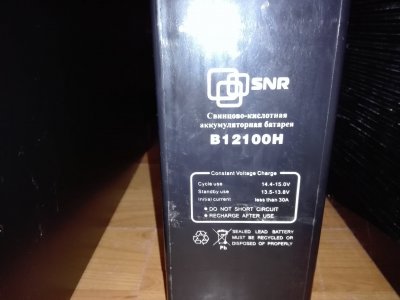 SNR
Свинцово-кислотная
аккумуляторная батарея
B12100H
Constant Voltage Charge
Cycle use 14.4-15.0V
Standby use 13.5-13.8V
Initial current less than 30A
● DO NOT SHORT CIRCUIT
● RECHARGE AFTER USE
Pb
SEALED LEAD BATTERY
MUST BE RECYCLED OR
DISPOSED OF PROPERLY